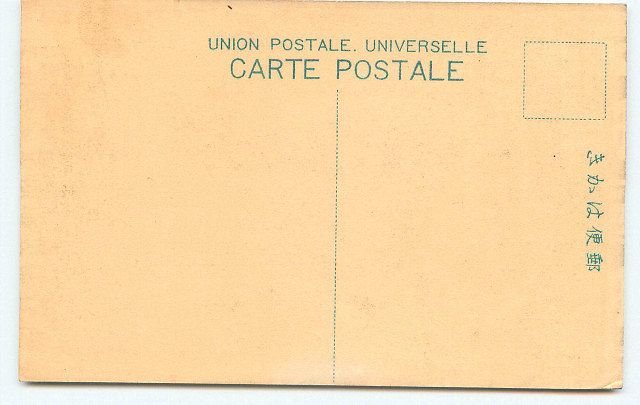 UNION POSTALE. UNIVERSELLE
CARTE POSTALE
郵便はかき